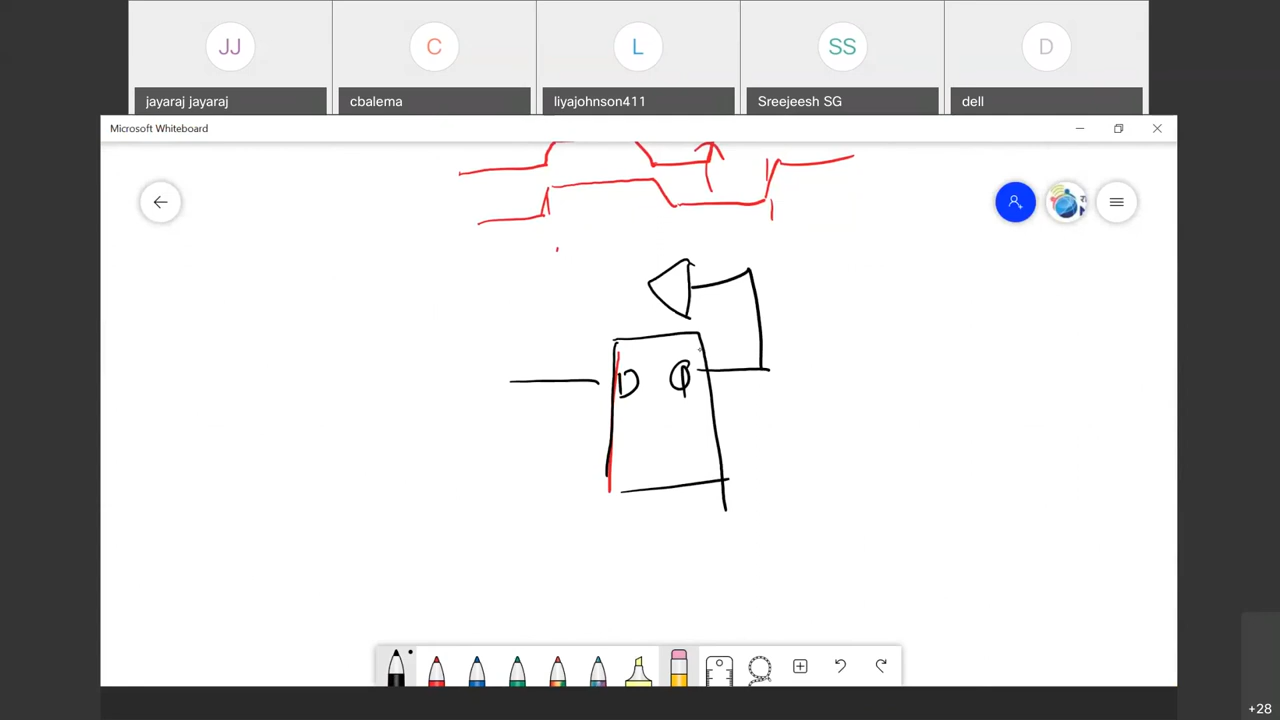 JJ
C
L
SS
D
jayaraj jayaraj
cbalema
liyajohnson411
Sreejeesh SG
dell
Microsoft Whiteboard
D Q
+28